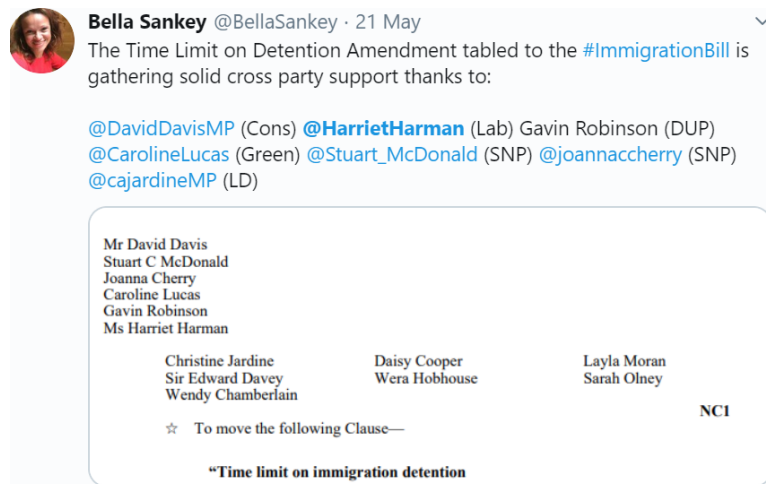 Bella Sankey @BellaSankey · 21 May
The Time Limit on Detention Amendment tabled to the #ImmigrationBill is
gathering solid cross party support thanks to:
@DavidDavisMP (Cons) @HarrietHarman (Lab) Gavin Robinson (DUP)
@CarolineLucas (Green) @Stuart_McDonald (SNP) @joannaccherry (SNP)
@cajardineMP (LD)
Mr David Davis
Stuart C McDonald
Joanna Cherry
Caroline Lucas
Gavin Robinson
Ms Harriet Harman
Christine Jardine Daisy Cooper Layla Moran
Sir Edward Davey Wera Hobhouse Sarah Olney
Wendy Chamberlain
NC1
☆ To move the following Clause—
“Time limit on immigration detention